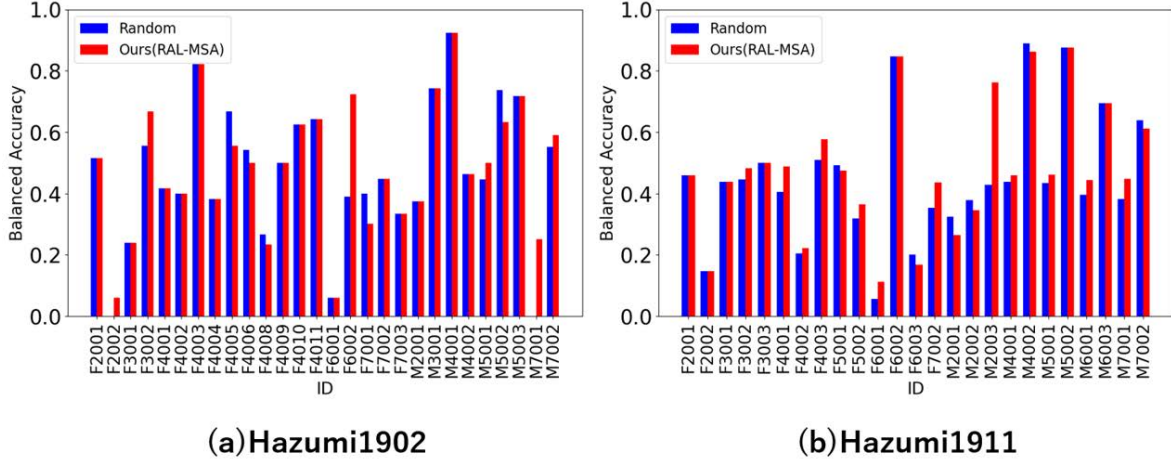 1.0
0.8
0.6
0.4
0.2
0.0
Balanced Accuracy
Random
Ours(RAL-MSA)
F2001
F2002
F3001
F3002
F4001
F4002
F4003
F4004
F4005
F4006
F4008
F4009
F4010
F4011
F6001
F6002
F7001
F7002
F7003
M2001
M3001
M4001
M4002
M5001
M5002
M5003
M7001
M7002
ID
(a)Hazumi1902
1.0
0.8
0.6
0.4
0.2
0.0
Balanced Accuracy
Random
Ours(RAL-MSA)
F2001
F2002
F3001
F3002
F3003
F4001
F4002
F4003
F5001
F5002
F6001
F6002
F6003
F7002
M2001
M2002
M2003
M4001
M4002
M5001
M5002
M6001
M6003
M7001
M7002
ID
(b)Hazumi1911